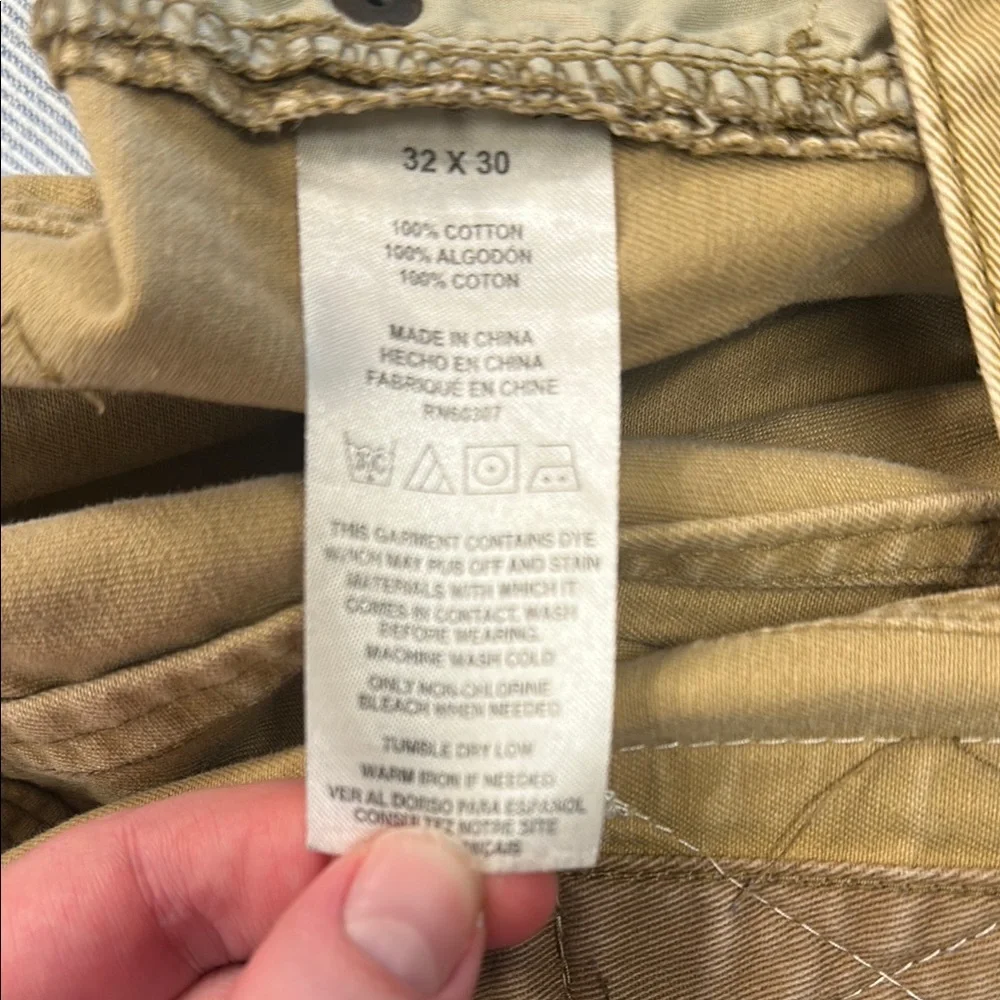 32 X 30
100% COTTON
100% ALGODÓN
100% COTON
MADE IN CHINA
HECHO EN CHINA
FABRIQUÉ EN CHINE
RN60307
THIS GARMENT CONTAINS DYE
WHICH MAY RUB OFF AND STAIN
MATERIALS WITH WHICH IT
COMES IN CONTACT. WASH
BEFORE WEARING.
MACHINE WASH COLD
ONLY NON-CHLORINE
BLEACH WHEN NEEDED
TUMBLE DRY LOW
WARM IRON IF NEEDED
VER AL DORSO PARA ESPAÑOL
CONSULTEZ NOTRE SITE